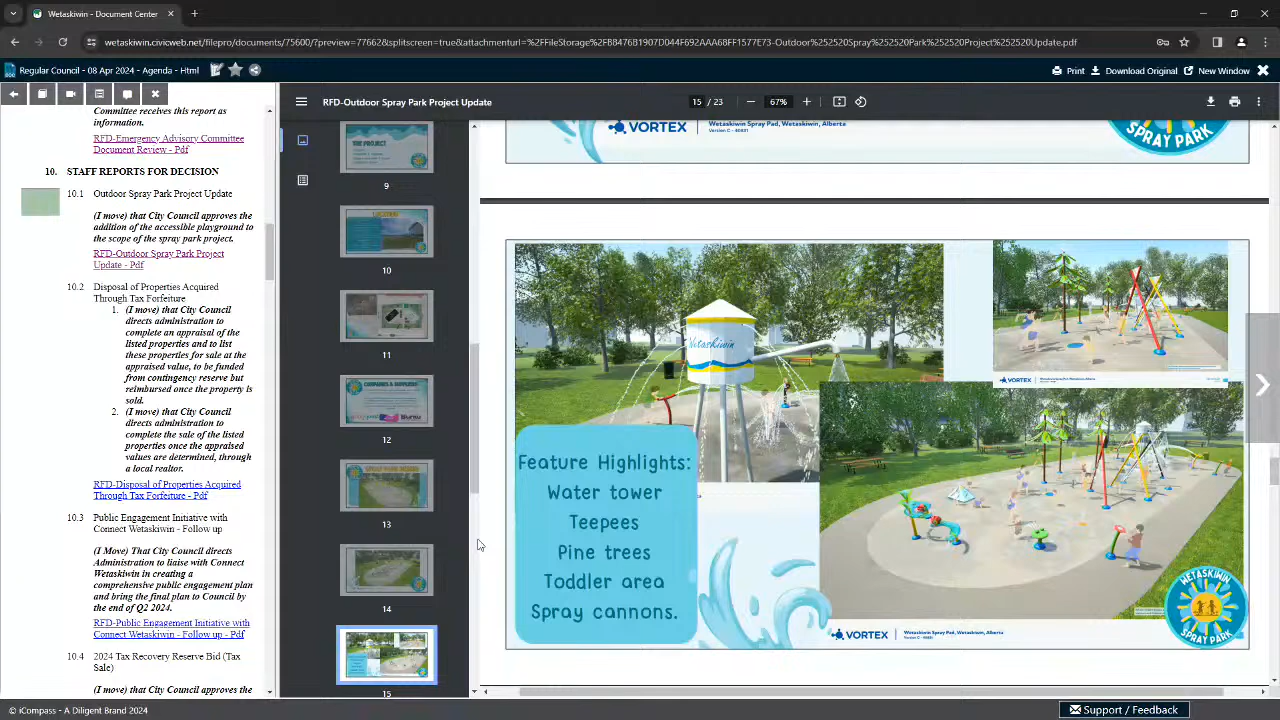 Wetaskiwin - Document Center
wetaskiwin.civicweb.net/filepro/documents/75600/?preview=77662&splitscreen=true&attachmenturl=%2FFileStorage%2FB8476B1907D044F692AAA68FF1577E73-Outdoor%252520Spray%252520Park%252520Project%252520Update.pdf
Regular Council - 08 Apr 2024 - Agenda - Html
Print
Download Original
New Window
Committee receives this report as
information.
RFD-Emergency Advisory Committee
Document Review - Pdf
10. STAFF REPORTS FOR DECISION
10.1 Outdoor Spray Park Project Update
(I move) that City Council approves the
addition of the accessible playground to
the scope of the spray park project.
RFD-Outdoor Spray Park Project
Update - Pdf
10.2 Disposal of Properties Acquired
Through Tax Forfeiture
1. (I move) that City Council
directs administration to
complete an appraisal of the
listed properties and to list
these properties for sale at the
appraised value, to be funded
from contingency reserve but
reimbursed once the property is
sold.
2. (I move) that City Council
directs administration to
complete the sale of the listed
properties once the appraised
values are determined, through
a local realtor.
RFD-Disposal of Properties Acquired
Through Tax Forfeiture - Pdf
10.3 Public Engagement Initiative with
Connect Wetaskiwin - Follow up
(I Move) That City Council directs
Administration to liaise with Connect
Wetaskiwin in creating a
comprehensive public engagement plan
and bring the final plan to Council by
the end of Q2 2024.
RFD-Public Engagement Initiative with
Connect Wetaskiwin - Follow up - Pdf
10.4 2024 Tax Recovery Reserve Bid (Tax
Sale)
(I move) that City Council approves the
RFD-Outdoor Spray Park Project Update
15 / 23
67%
THE PROJECT
9
10
11
COMPANIES & SUPPLIERS
12
SPRAY PARK DESIGN
13
14
15
VORTEX
Wetaskiwin Spray Pad, Wetaskiwin, Alberta
SPRAY PARK
Wetaskiwin
VORTEX
Feature Highlights:
Water tower
Teepees
Pine trees
Toddler area
Spray cannons.
VORTEX
Wetaskiwin Spray Pad, Wetaskiwin, Alberta
WETASKIWIN
SPRAY PARK
© iCompass - A Diligent Brand 2024
Support / Feedback